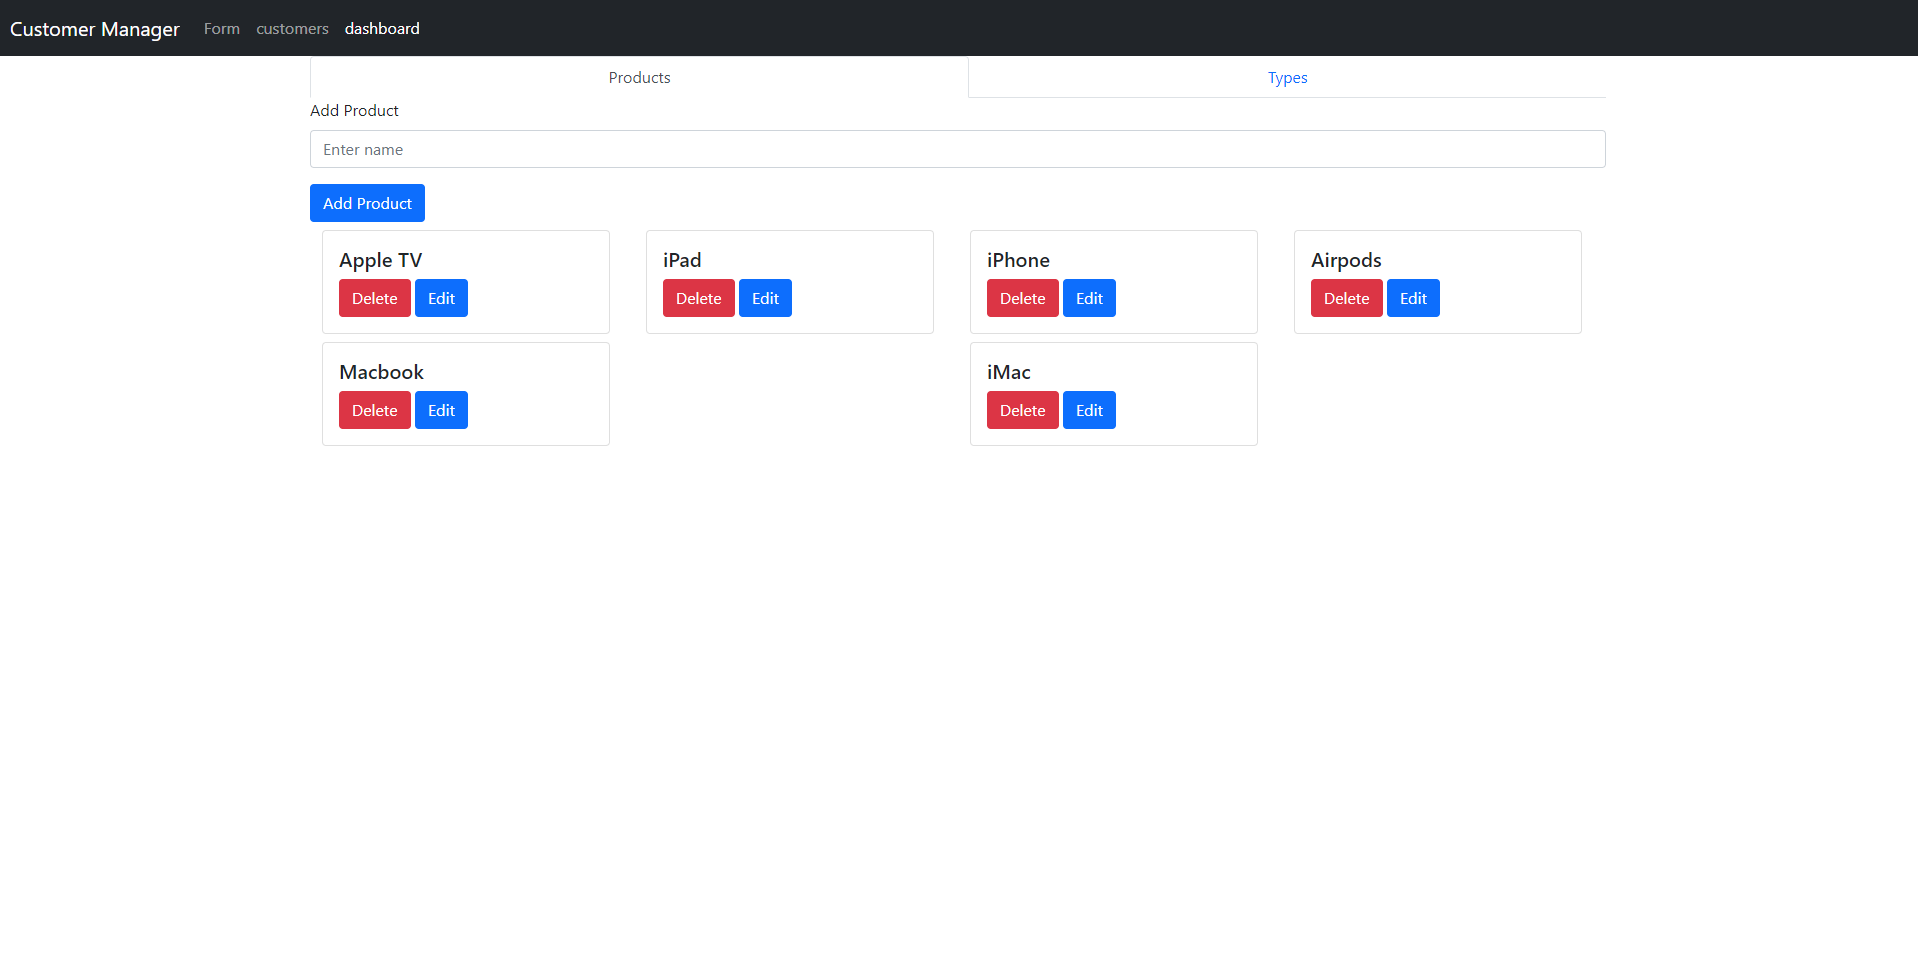 Customer Manager Form customers dashboard
Products Types
Add Product
Enter name
Add Product
Apple TV iPad iPhone Airpods
Delete Edit Delete Edit Delete Edit Delete Edit
Macbook iMac
Delete Edit Delete Edit